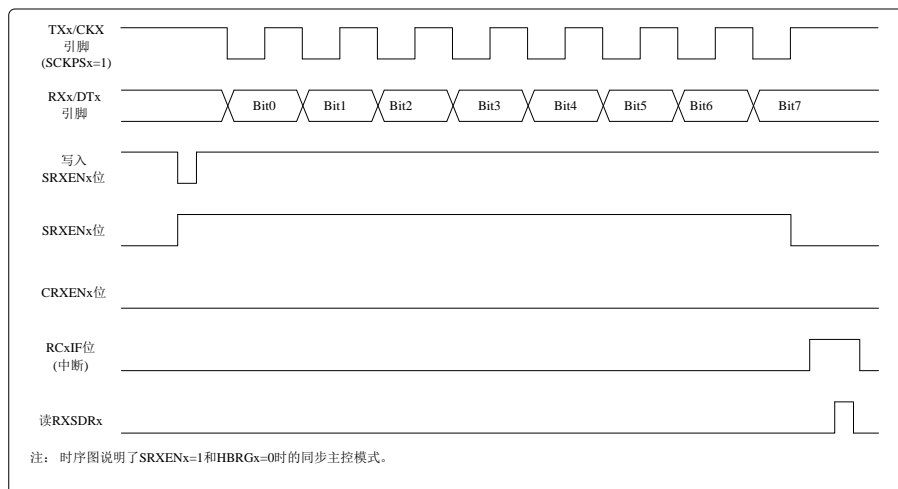 TXx/CKX
引脚
(SCKPSx=1)
RXx/DTx
引脚
Bit0 Bit1 Bit2 Bit3 Bit4 Bit5 Bit6 Bit7
写入
SRXENx位
SRXENx位
CRXENx位
RCxIF位
(中断)
读RXSDRx
注： 时序图说明了SRXENx=1和HBRGx=0时的同步主控模式。